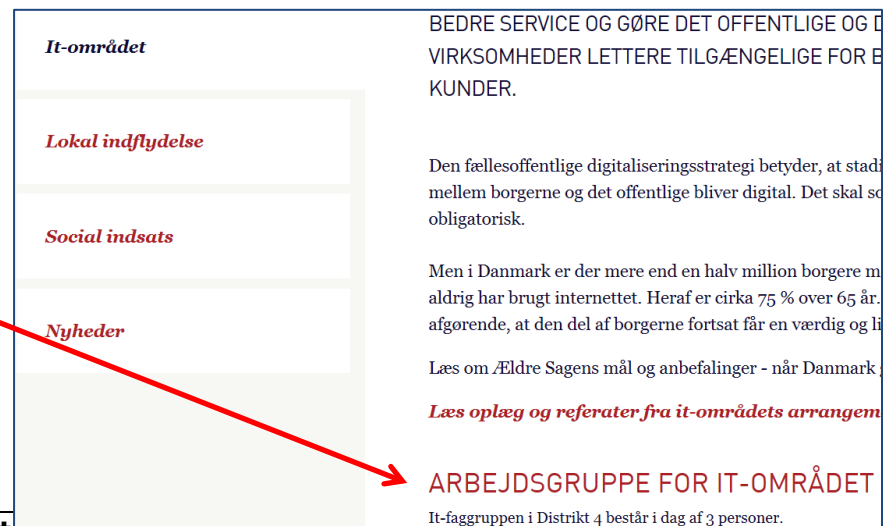 It-området
Lokal indflydelse
Social indsats
Nyheder
BEDRE SERVICE OG GØRE DET OFFENTLIGE OG
VIRKSOMHEDER LETTERE TILGÆNGELIGE FOR
KUNDER.
Den fællesoffentlige digitaliseringsstrategi betyder, at
mellem borgerne og det offentlige bliver digital. Det skal
obligatorisk.
Men i Danmark er der mere end en halv million borgere
aldrig har brugt internettet. Heraf er cirka 75 % over 65 år.
afgørende, at den del af borgerne fortsat får en værdig og
Læs om Ældre Sagens mål og anbefalinger - når Danmark
Læs oplæg og referater fra it-områdets
ARBEJDSGRUPPE FOR IT-OMRÅDET
It-faggruppen i Distrikt 4 består i dag af 3 personer.